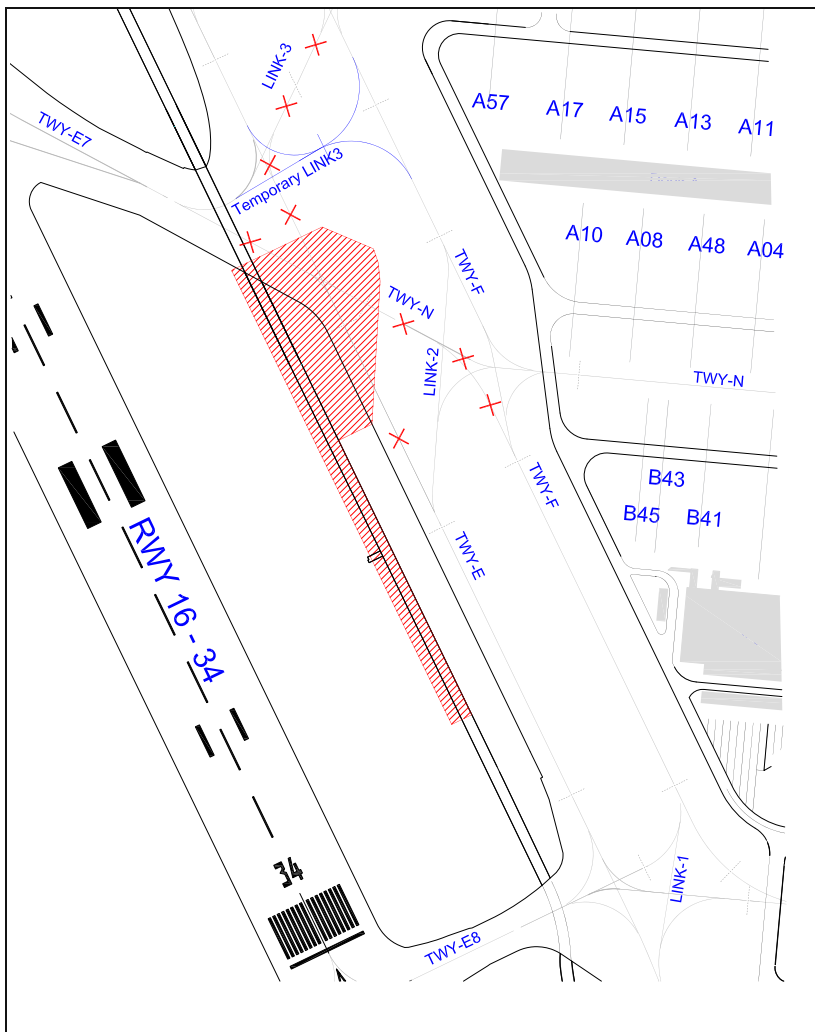 LINK-3
A57
A17
A15
A13
A11
TWY-E7
Temporary LINK3
A10
A08
A48
A04
TWY-F
TWY-N
LINK-2
TWY-N
B43
B45
B41
TWY-F
TWY-E
RWY 16 - 34
34
LINK-1
TWY-E8